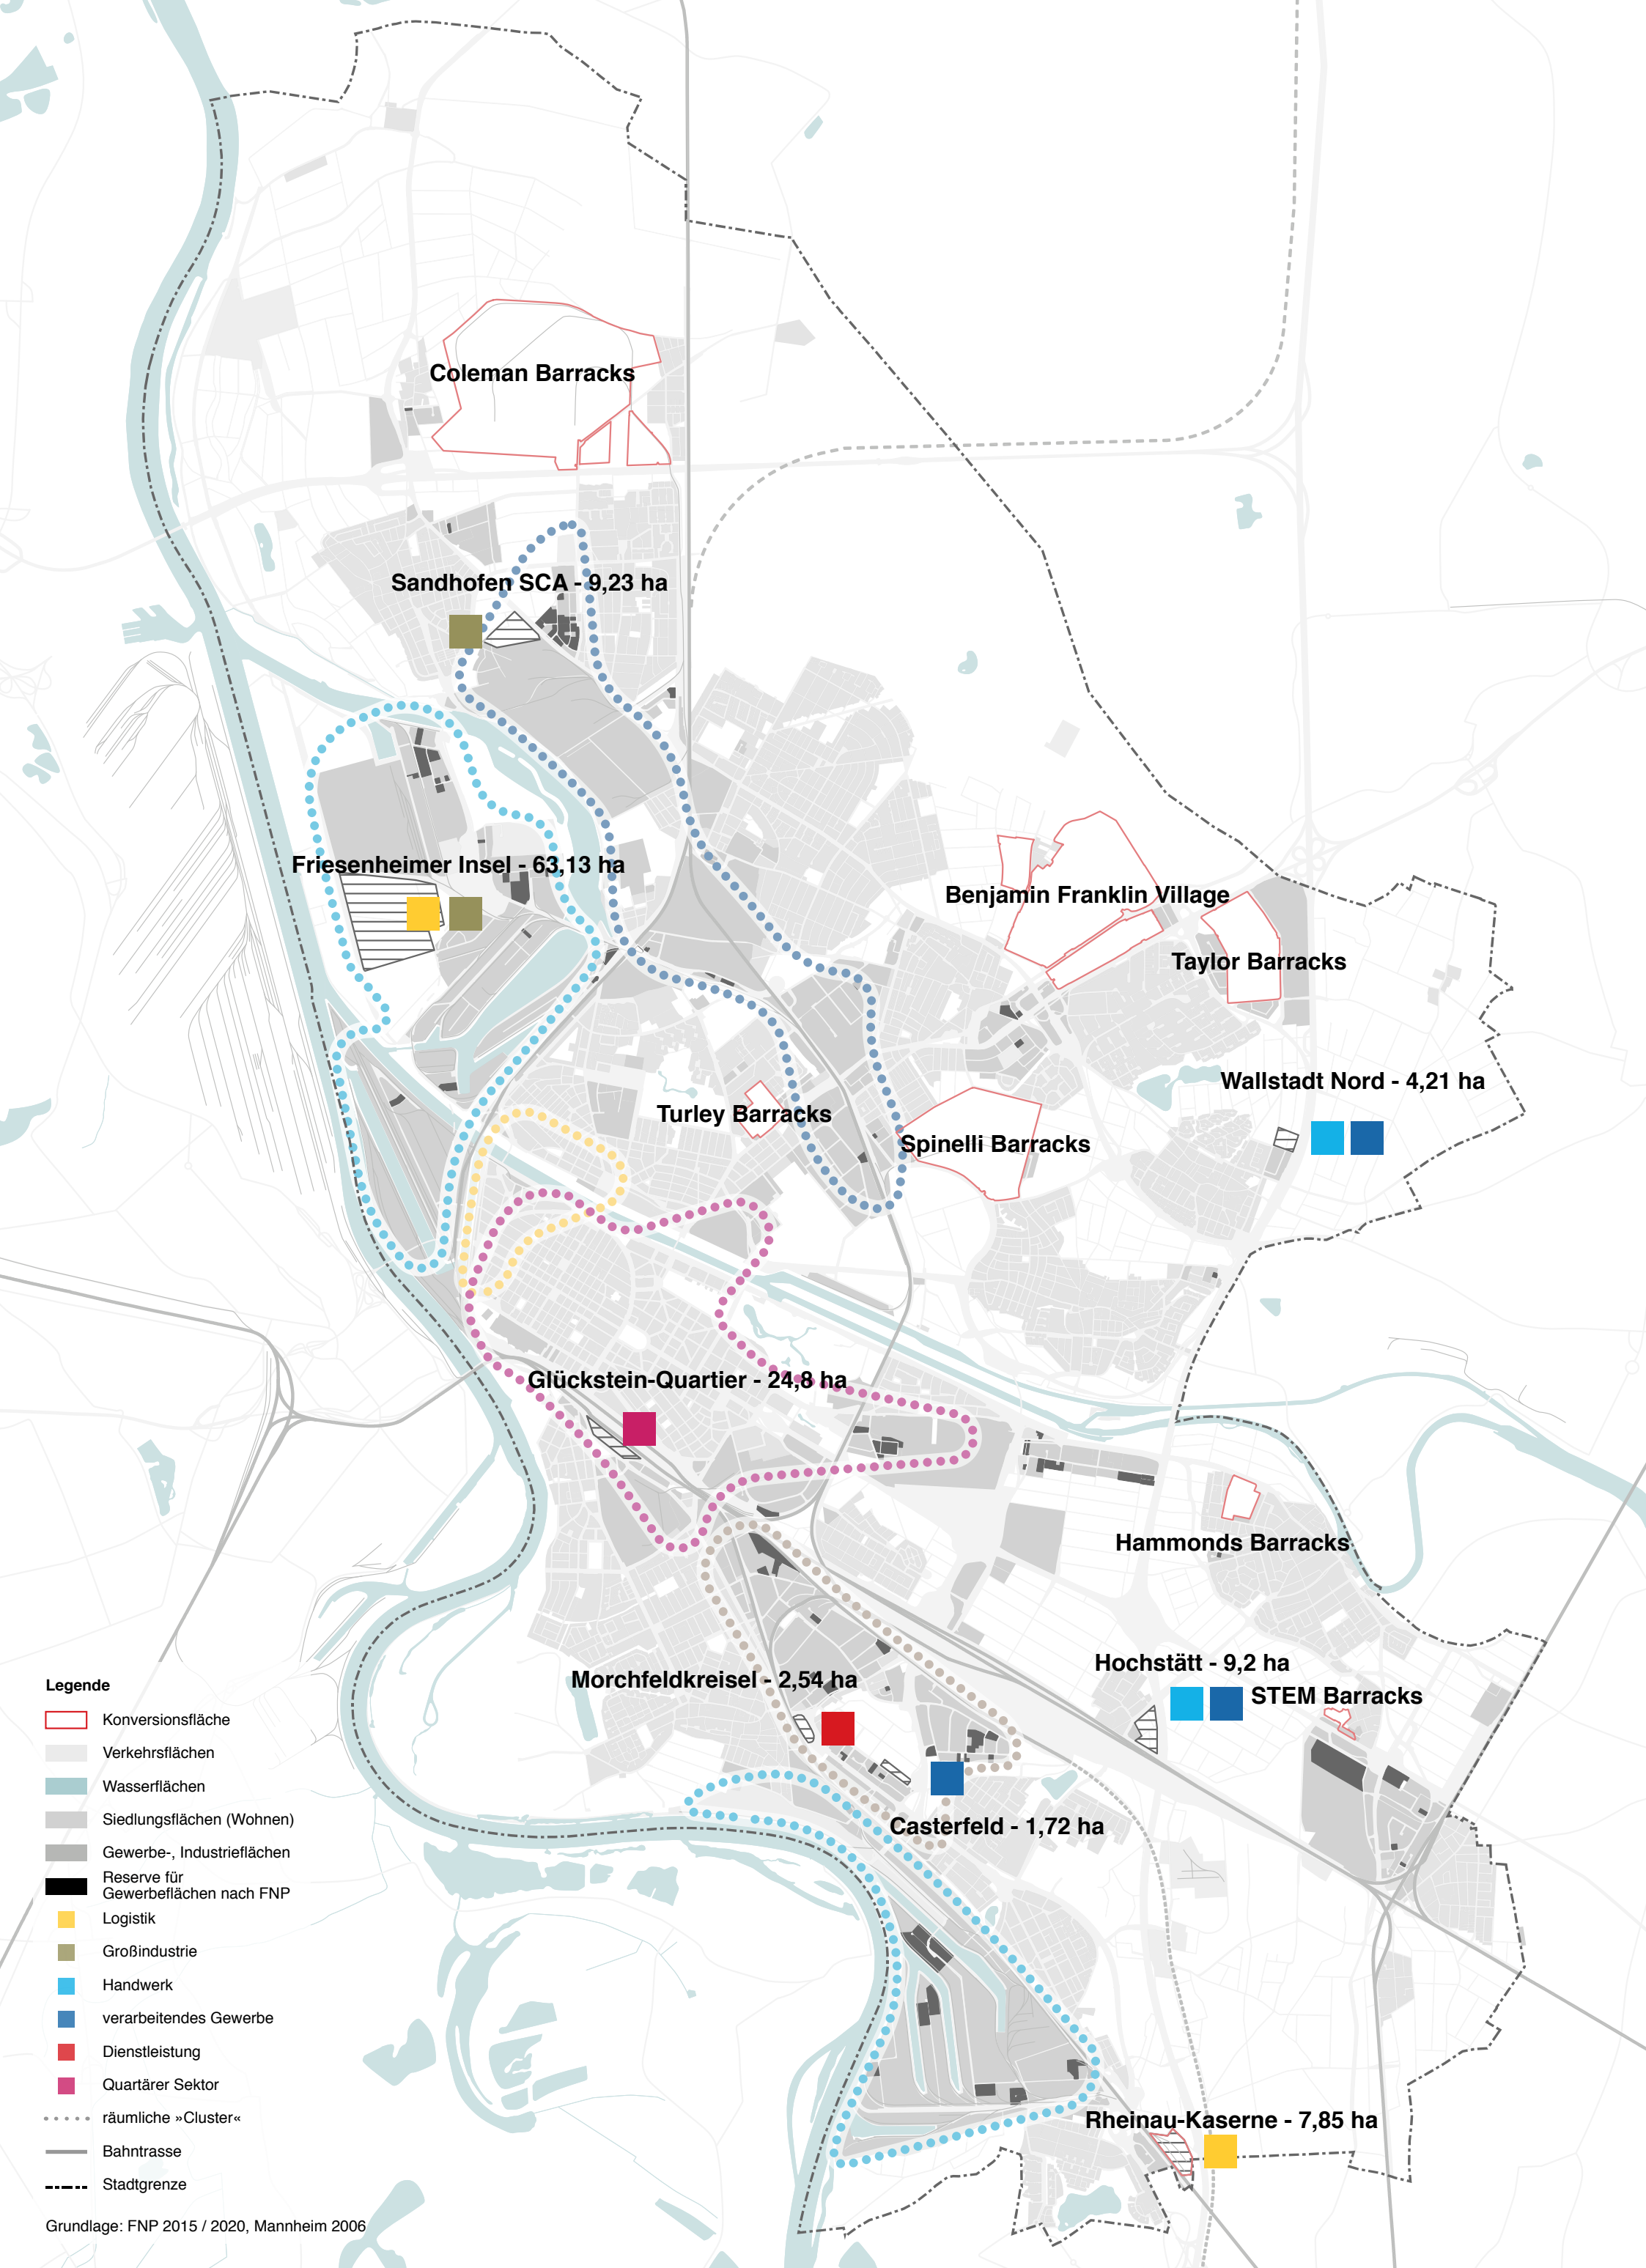 Coleman Barracks
Sandhofen SCA - 9,23 ha
Friesenheimer Insel - 63,13 ha
Benjamin Franklin Village
Taylor Barracks
Wallstadt Nord - 4,21 ha
Turley Barracks
Spinelli Barracks
Glückstein-Quartier - 24,8 ha
Hammonds Barracks
Hochstätt - 9,2 ha
Morchfeldkreisel - 2,54 ha
STEM Barracks
Casterfeld - 1,72 ha
Rheinau-Kaserne - 7,85 ha
Legende
Konversionsfläche
Verkehrsflächen
Wasserflächen
Siedlungsflächen (Wohnen)
Gewerbe-, Industrieflächen
Reserve für
Gewerbeflächen nach FNP
Logistik
Großindustrie
Handwerk
verarbeitendes Gewerbe
Dienstleistung
Quartärer Sektor
räumliche »Cluster«
Bahntrasse
Stadtgrenze
Grundlage: FNP 2015 / 2020, Mannheim 2006